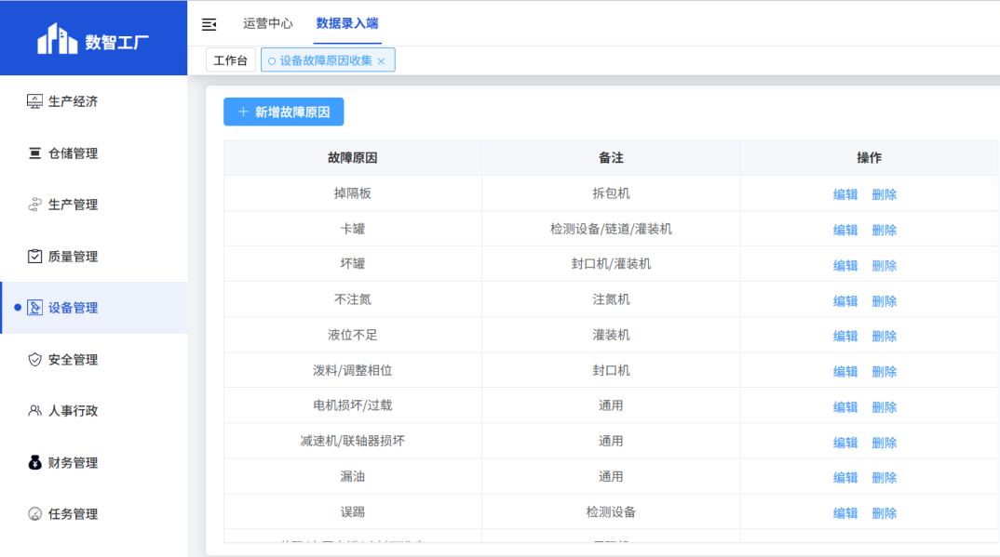 数智工厂
运营中心 数据录入端
工作台 设备故障原因收集
生产经济
仓储管理
生产管理
质量管理
设备管理
安全管理
人事行政
财务管理
任务管理
新增故障原因
故障原因 备注 操作
掉隔板 拆包机 编辑 删除
卡罐 检测设备/链道/灌装机 编辑 删除
坏罐 封口机/灌装机 编辑 删除
不注氮 注氮机 编辑 删除
液位不足 灌装机 编辑 删除
泼料/调整相位 封口机 编辑 删除
电机损坏/过载 通用 编辑 删除
减速机/联轴器损坏 通用 编辑 删除
漏油 通用 编辑 删除
误踢 检测设备 编辑 删除